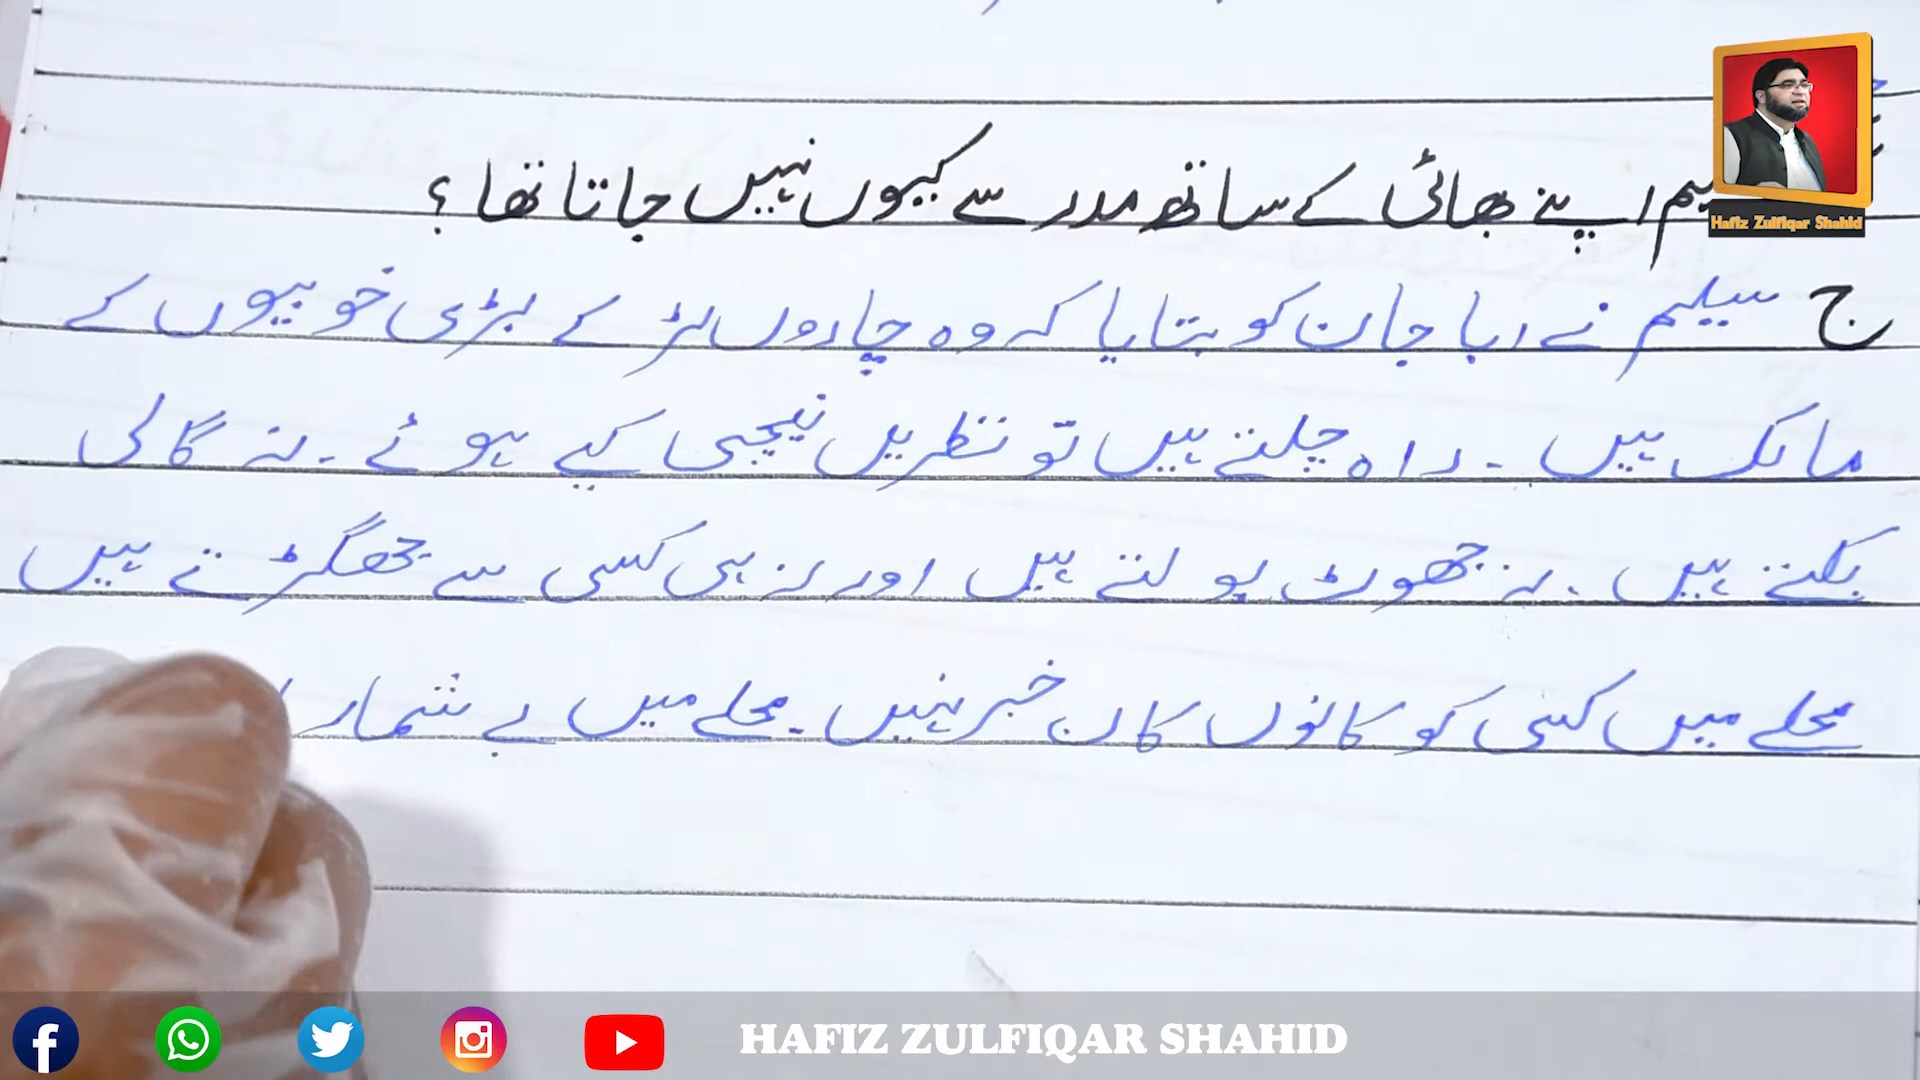 اپنے بھائی کے ساتھ مدرسے کیوں نہیں جاتا تھا ؟
ج سلیم نے ابا جان کو بتایا کہ وہ چاروں لڑکے بڑی خوبیوں کے
مالک ہیں ۔ راہ چلتے ہیں تو نظریں نیچی کیے ہوئے ۔ نہ گالی
بکتے ہیں ۔ نہ جھوٹ بولتے ہیں اور نہ ہی کسی سے جھگڑتے ہیں
محلے میں کسی کو کانوں کان خبر نہیں ۔ محلے میں بے شمار
Hafiz Zulfiqar Shahid
HAFIZ ZULFIQAR SHAHID